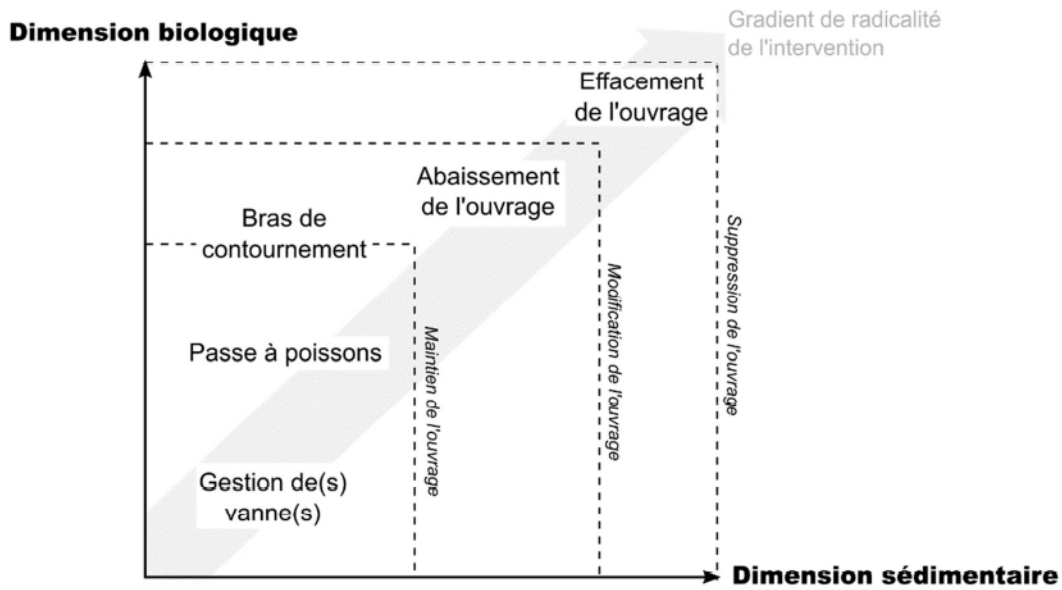 Gradient de radicalité
de l'intervention
Dimension biologique
Effacement
de l'ouvrage
Abaissement
de l'ouvrage
Bras de
contournement
Passe à poissons
Gestion de(s)
vanne(s)
Maintien de l'ouvrage
Modification de l'ouvrage
Suppression de l'ouvrage
Dimension sédimentaire